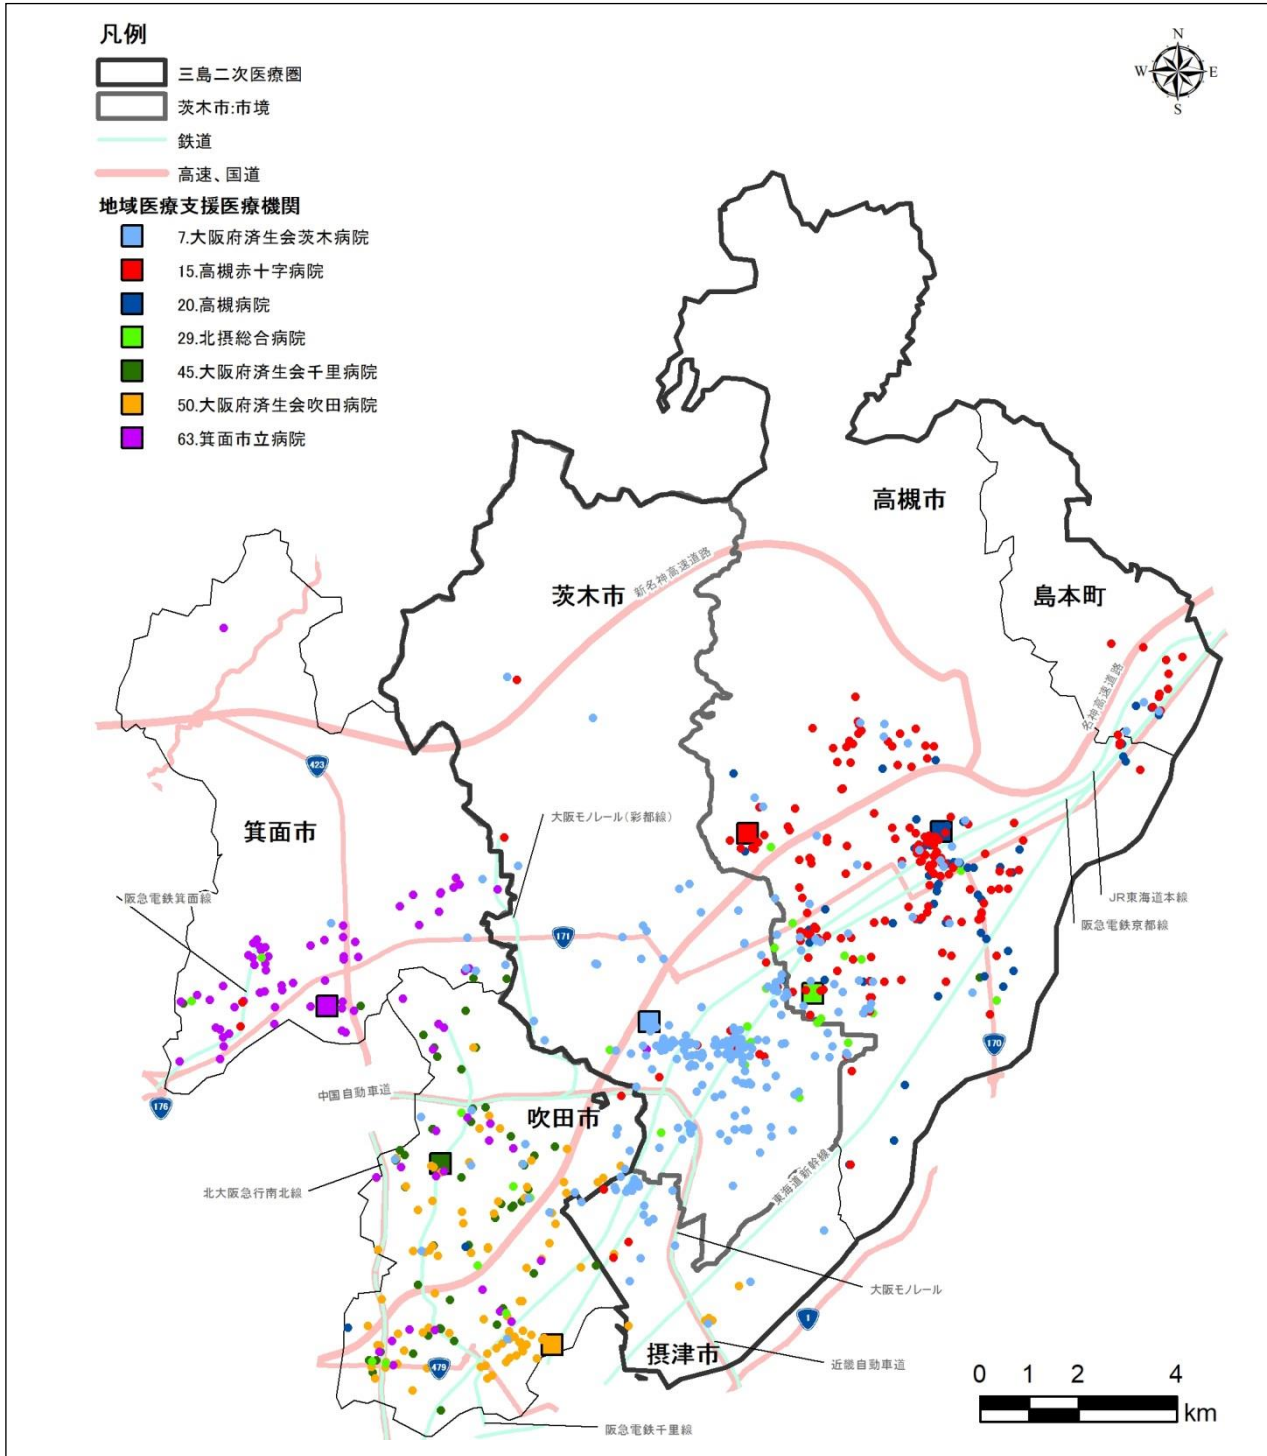 凡例
三島二次医療圏
茨木市:市境
鉄道
高速、国道
地域医療支援医療機関
7.大阪府済生会茨木病院
15.高槻赤十字病院
20.高槻病院
29.北摂総合病院
45.大阪府済生会千里病院
50.大阪府済生会吹田病院
63.箕面市立病院
N
W E
S
高槻市
茨木市
新名神高速道路
島本町
名神高速道路
423
箕面市
大阪モノレール(彩都線)
阪急電鉄箕面線
JR東海道本線
阪急電鉄京都線
171
170
中国自動車道
176
吹田市
東海道新幹線
北大阪急行南北線
大阪モノレール
1
摂津市
近畿自動車道
479
阪急電鉄千里線
0 1 2 4
km